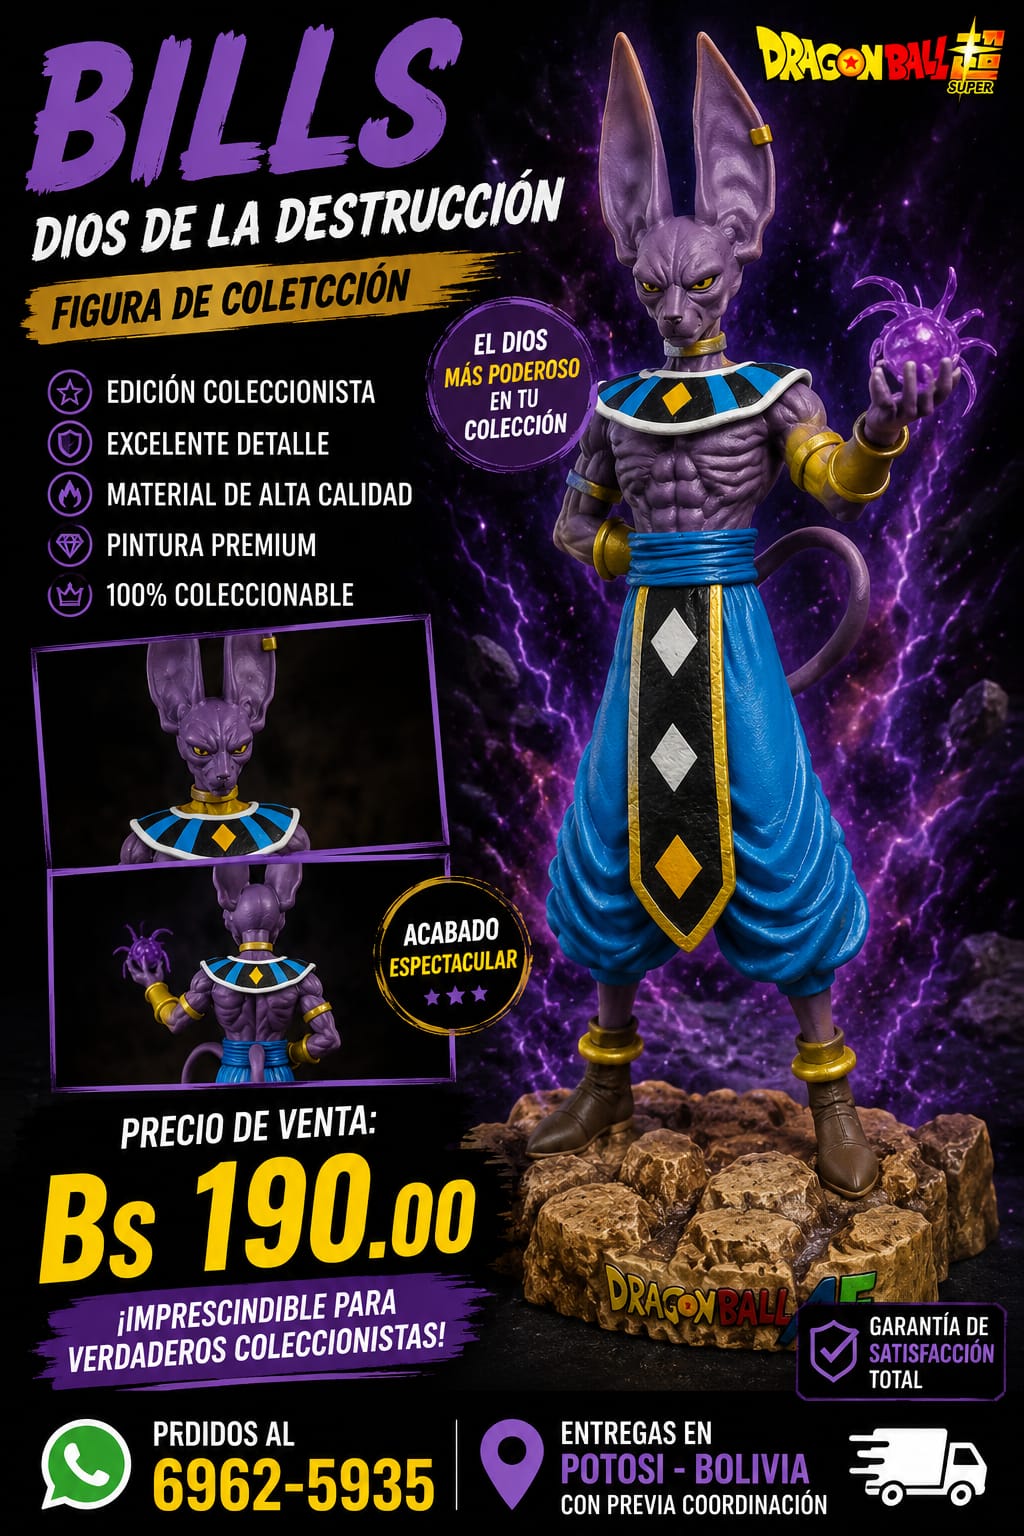 BILLS
DRAGON BALL 超
SUPER
DIOS DE LA DESTRUCCIÓN
FIGURA DE COLETCCIÓN
EL DIOS
MÁS PODEROSO
EN TU
COLECCIÓN
EDICIÓN COLECCIONISTA
EXCELENTE DETALLE
MATERIAL DE ALTA CALIDAD
PINTURA PREMIUM
100% COLECCIONABLE
ACABADO
ESPECTACULAR
PRECIO DE VENTA:
Bs 190.00
¡IMPRESCINDIBLE PARA
VERDADEROS COLECCIONISTAS!
DRAGONBALL AF
GARANTÍA DE
SATISFACCIÓN
TOTAL
PRDIDOS AL
6962-5935
ENTREGAS EN
POTOSI - BOLIVIA
CON PREVIA COORDINACIÓN